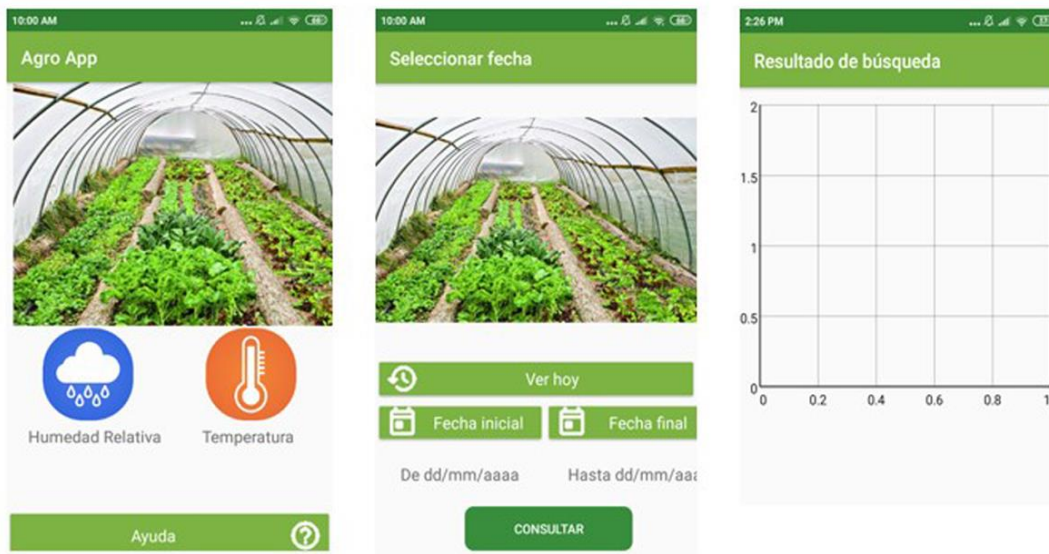 10:00 AM
Agro App
Humedad Relativa
Temperatura
Ayuda
10:00 AM
Seleccionar fecha
Ver hoy
Fecha inicial
Fecha final
De dd/mm/aaaa
Hasta dd/mm/aaa
CONSULTAR
2:26 PM
Resultado de búsqueda
2
1.5
1
0.5
0
0 0.2 0.4 0.6 0.8 1